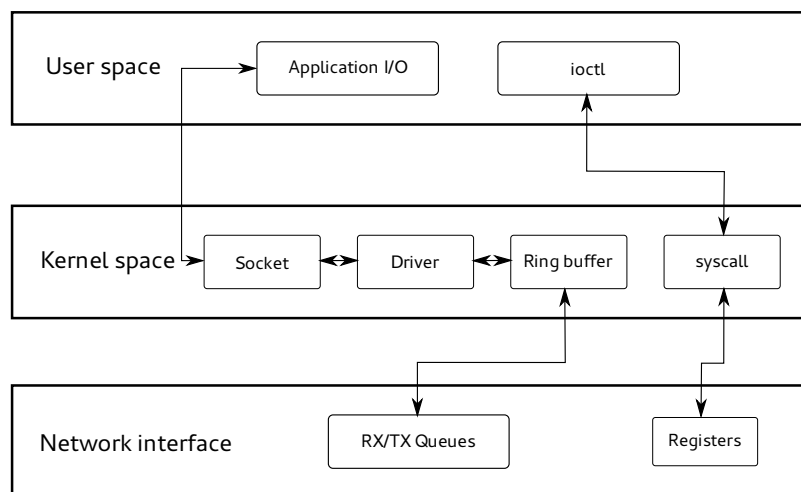 User space
Application I/O
ioctl
Kernel space
Socket
Driver
Ring buffer
syscall
Network interface
RX/TX Queues
Registers